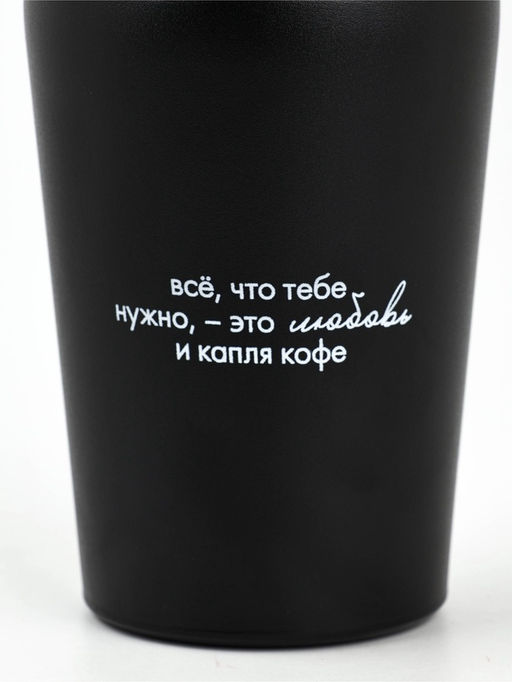 всё, что тебе
нужно, – это любовь
и капля кофе